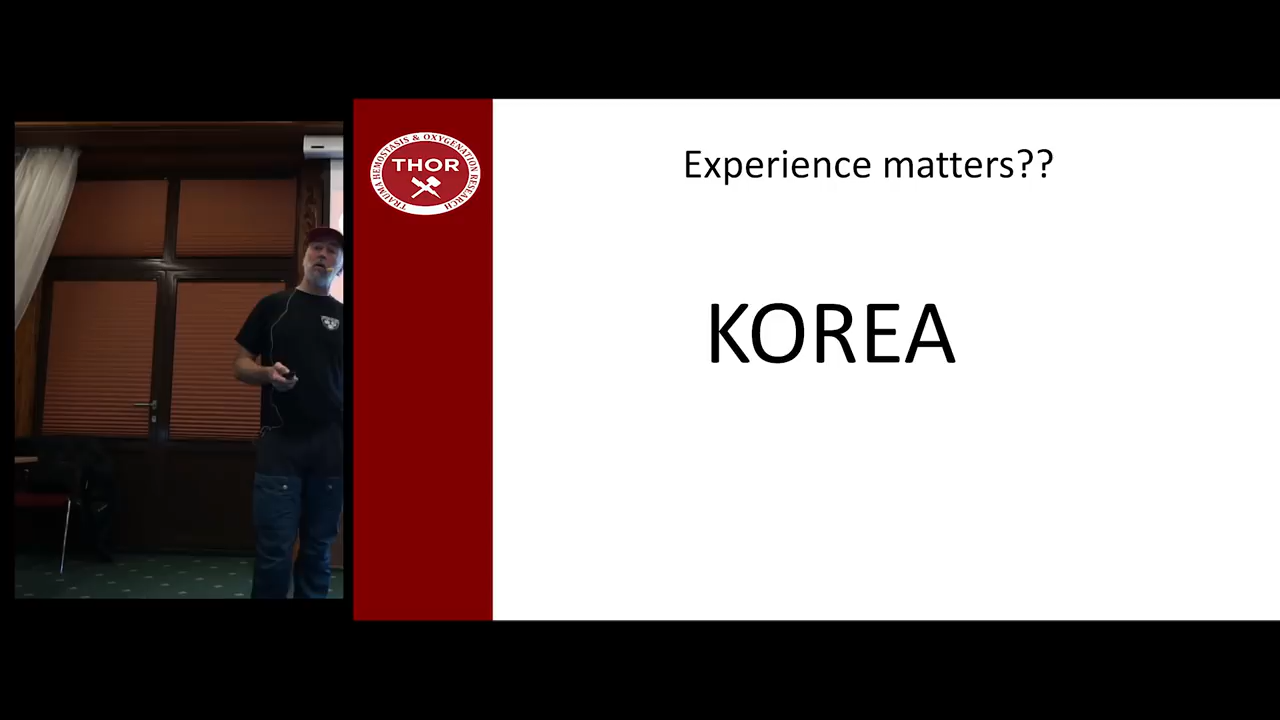 TRAUMA HEMOSTASIS & OXYGENATION RESEARCH
THOR
Experience matters??
KOREA